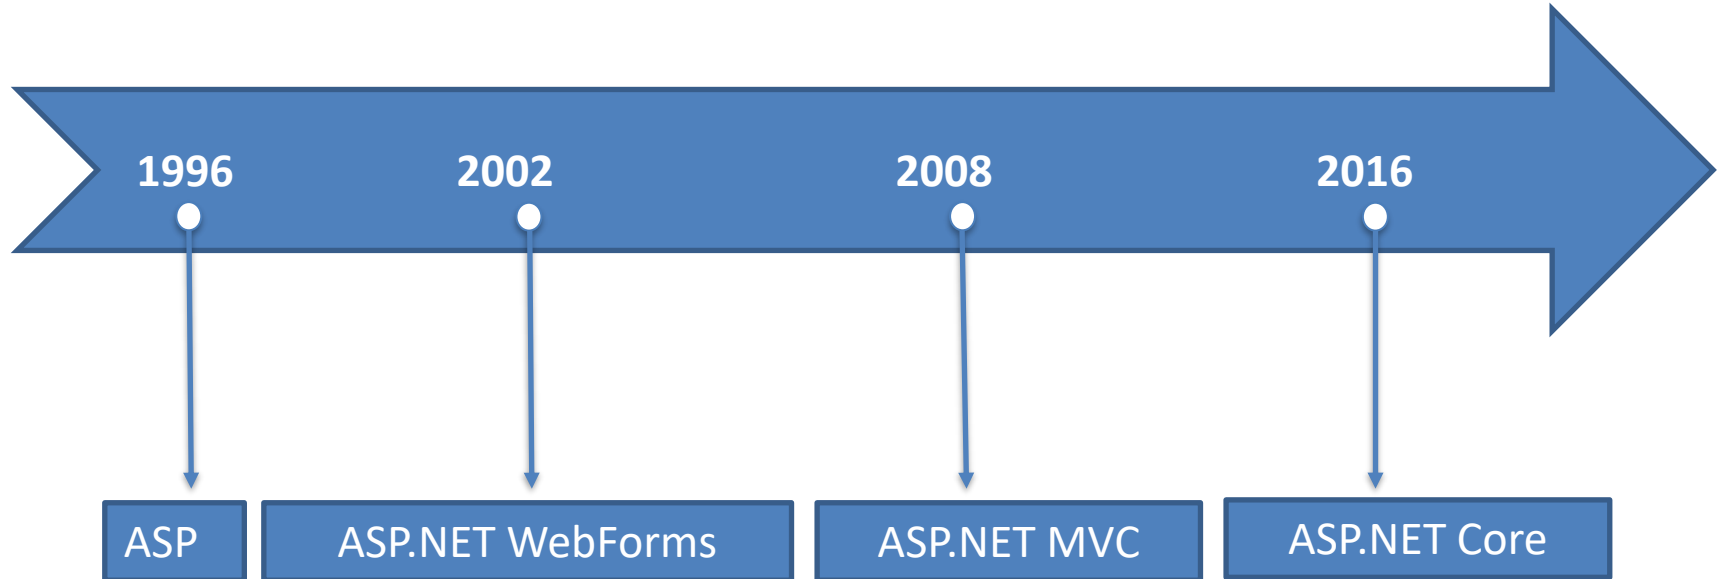 1996 2002 2008 2016
ASP ASP.NET WebForms ASP.NET MVC ASP.NET Core